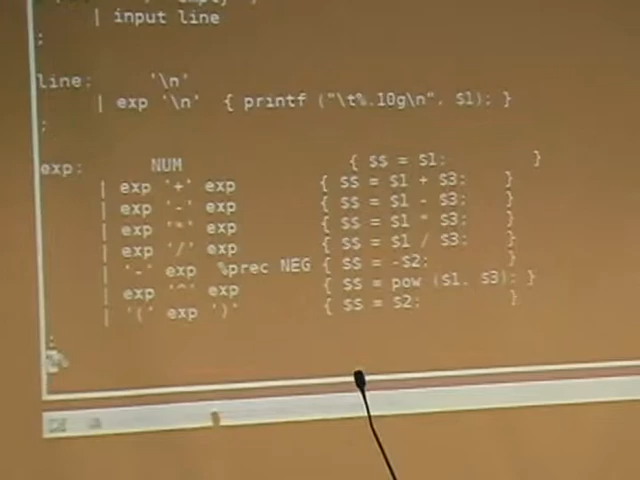 | input line
;
line: '\n'
| exp '\n' { printf ("\t%.10g\n", $1); }
;
exp: NUM { $$ = $1; }
| exp '+' exp { $$ = $1 + $3; }
| exp '-' exp { $$ = $1 - $3; }
| exp '*' exp { $$ = $1 * $3; }
| exp '/' exp { $$ = $1 / $3; }
| '-' exp %prec NEG { $$ = -$2; }
| exp '^' exp { $$ = pow ($1, $3); }
| '(' exp ')' { $$ = $2; }